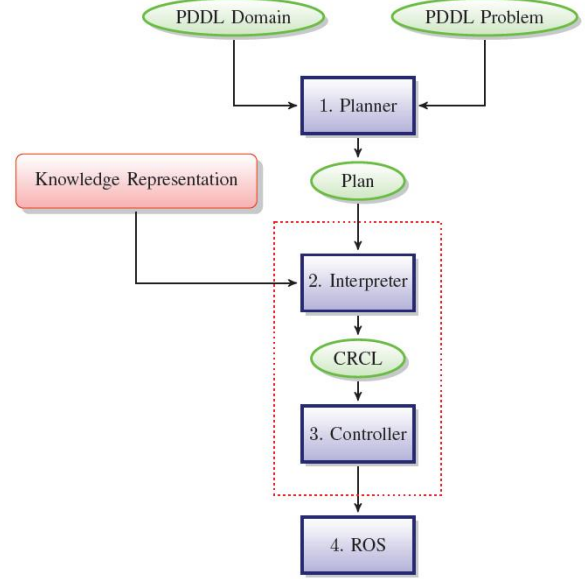 PDDL Domain
PDDL Problem
1. Planner
Plan
Knowledge Representation
2. Interpreter
CRCL
3. Controller
4. ROS